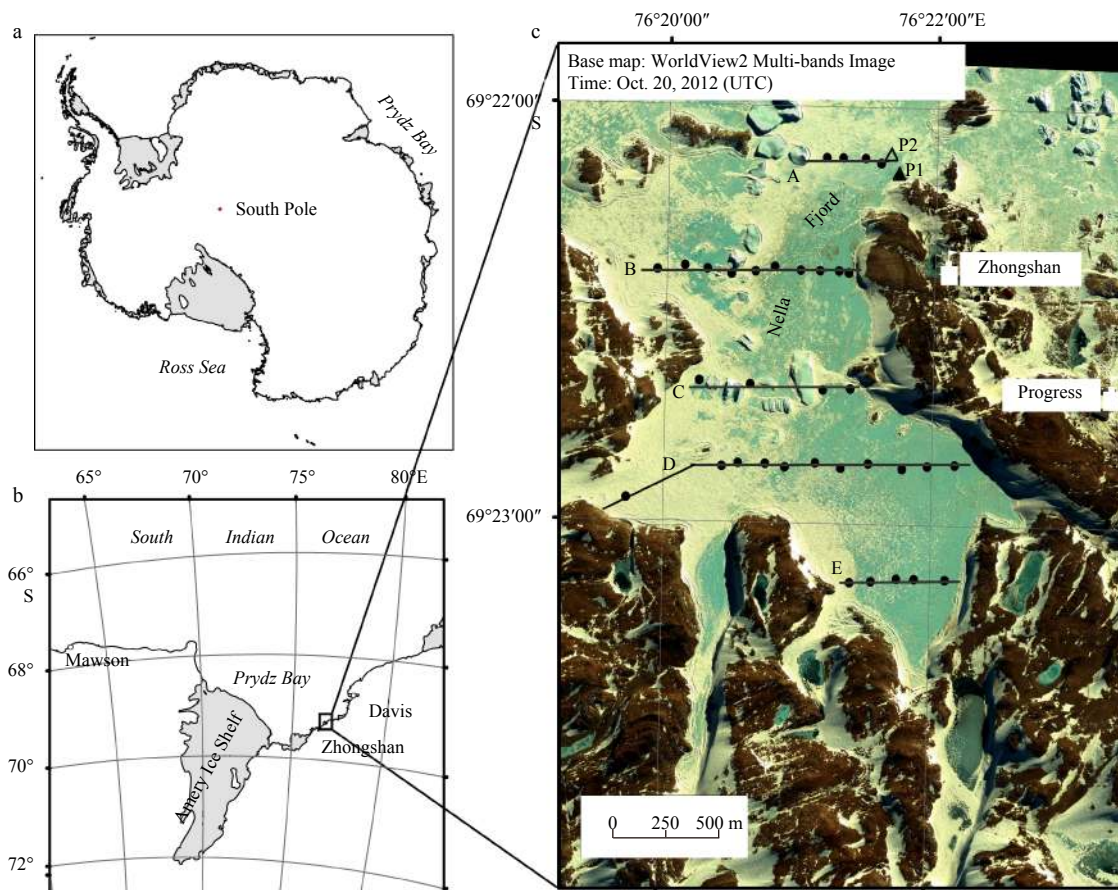 a
Prydz Bay
South Pole
Ross Sea
b
65° 70° 75° 80°E
South Indian Ocean
66°
S
68°
70°
72°
Mawson
Prydz Bay
Davis
Zhongshan
Amery Ice Shelf
c
76°20′00″ 76°22′00″E
Base map: WorldView2 Multi-bands Image
Time: Oct. 20, 2012 (UTC)
69°22′00″
S
P2
A
P1
Fjord
B
Zhongshan
Nella
C
Progress
D
69°23′00″
E
0 250 500 m